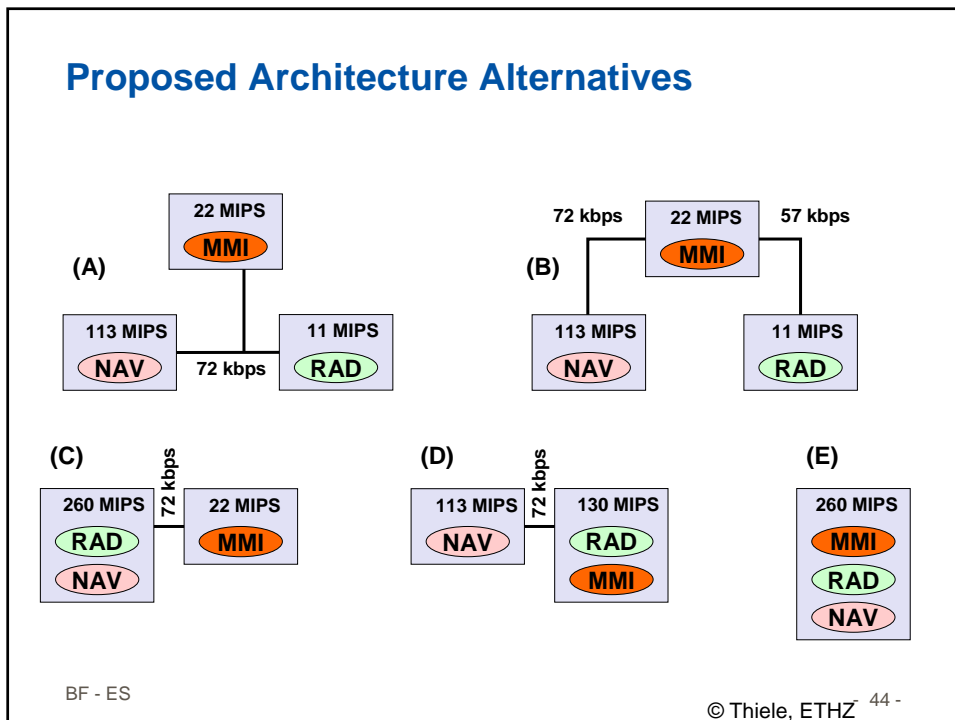 Proposed Architecture Alternatives
(A)
22 MIPS
MMI
113 MIPS
NAV
72 kbps
11 MIPS
RAD
(B)
72 kbps
22 MIPS
MMI
57 kbps
113 MIPS
NAV
11 MIPS
RAD
(C)
260 MIPS
RAD
NAV
72 kbps
22 MIPS
MMI
(D)
113 MIPS
NAV
72 kbps
130 MIPS
RAD
MMI
(E)
260 MIPS
MMI
RAD
NAV
BF - ES
© Thiele, ETHZ
- 44 -